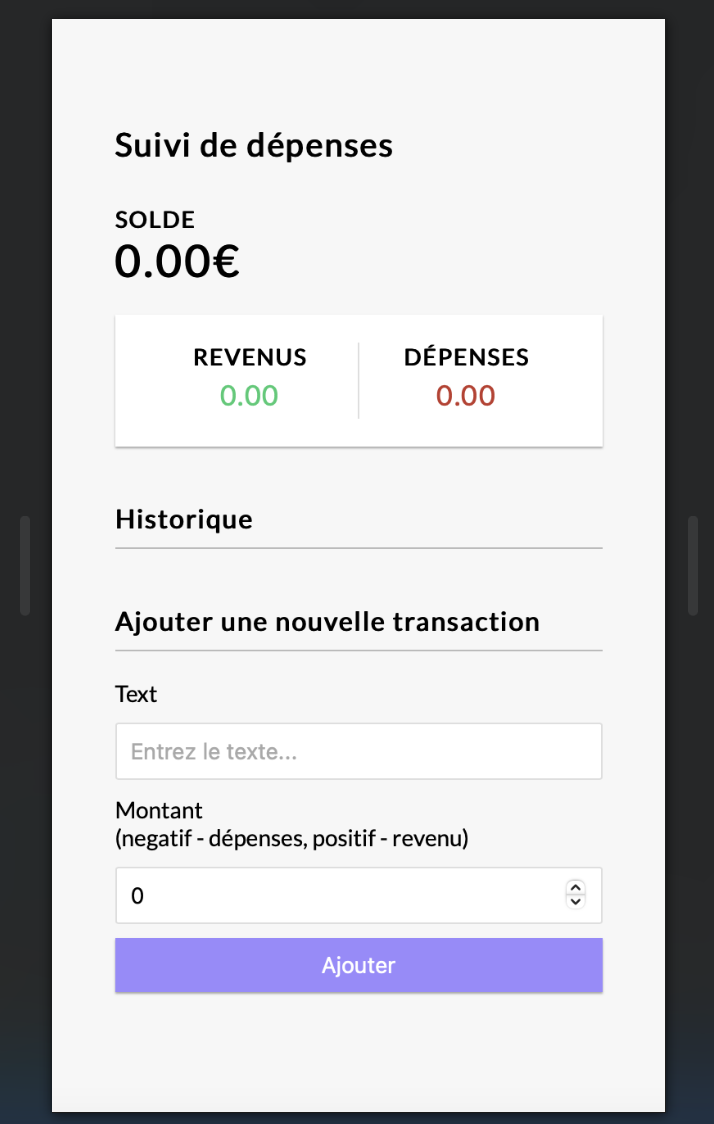 Suivi de dépenses
SOLDE
0.00€
REVENUS
0.00
DÉPENSES
0.00
Historique
Ajouter une nouvelle transaction
Text
Entrez le texte...
Montant
(negatif - dépenses, positif - revenu)
0
Ajouter